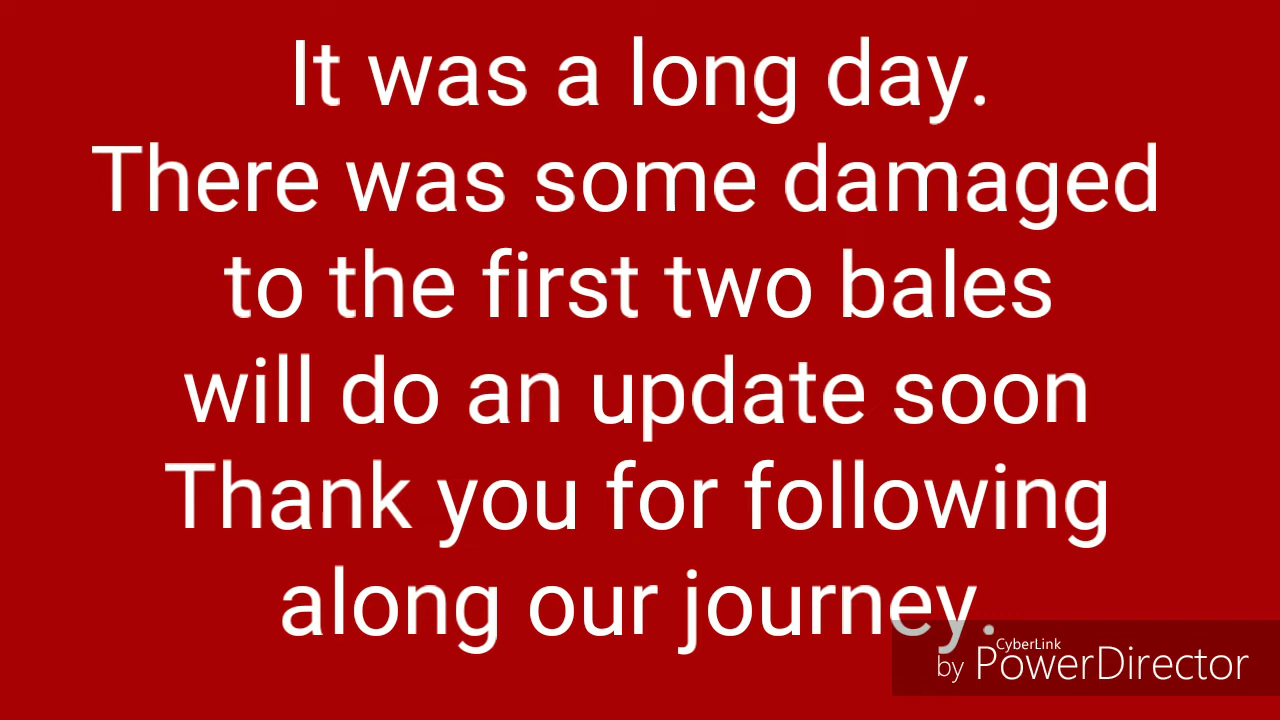 It was a long day.
There was some damaged
to the first two bales
will do an update soon
Thank you for following
along our journey.
CyberLink
by PowerDirector